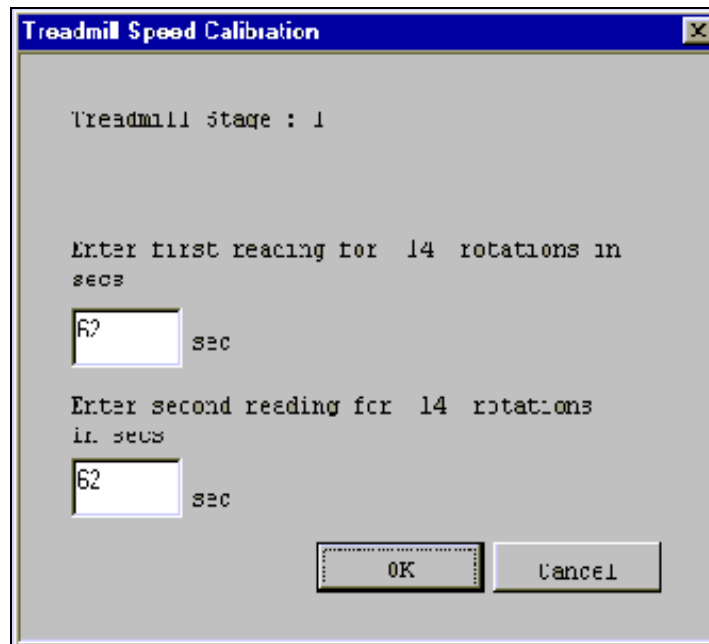 Treadmill Speed Calibration
Treadmill Stage : 1
Enter first reading for 14 rotations in
secs
62
sec
Enter second reading for 14 rotations
in secs
62
sec
OK
Cancel